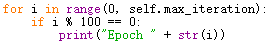 for i in range(0, self.max_iteration):
    if i % 100 == 0:
        print("Epoch " + str(i))